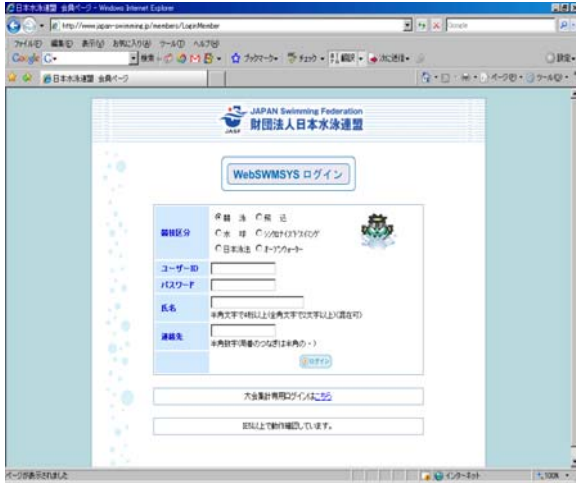 日本水泳連盟 会員ページ - Windows Internet Explorer
ファイル(F) 編集(E) 表示(V) お気に入り(A) ツール(T) ヘルプ(H)
Google
日本水泳連盟 会員ページ
JAPAN Swimming Federation
財団法人日本水泳連盟
JASF
WebSWMSYS ログイン
競技区分
競 泳 飛 込
水 球 シンクロナイズドスイミング
日本泳法 オープンウォーター
ユーザーID
パスワード
氏名
半角文字で4桁以上(全角文字で2文字以上)(混在可)
連絡先
半角数字(局番のつなぎは半角の - )
ログイン
大会集計専用ログインはこちら
IE5以上で動作確認しています。
ページが表示されました
インターネット
100%